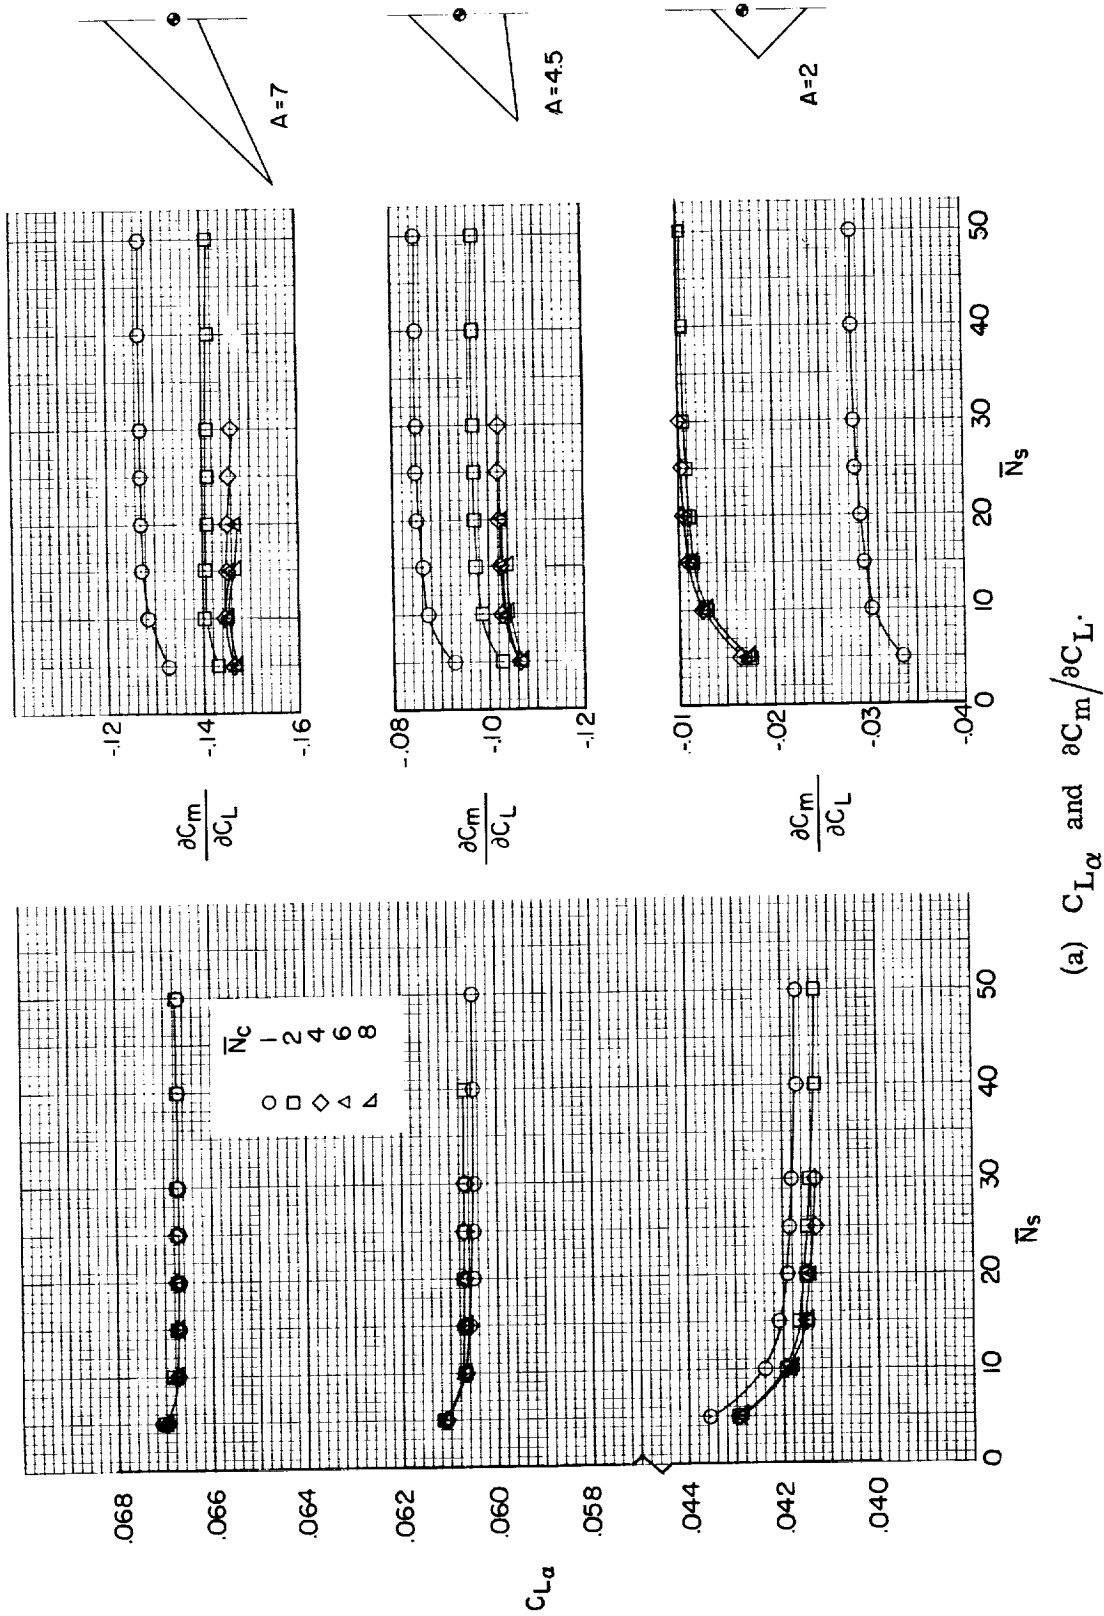 C_Lα
.068
.066
.064
.062
.060
.058
.044
.042
.040
0 10 20 30 40 50
N̅s
N̅c
○ 1
□ 2
◇ 4
△ 6
◺ 8
∂Cm
∂CL
-.12
-.14
-.16
A=7
∂Cm
∂CL
-.08
-.10
-.12
A=4.5
∂Cm
∂CL
-.01
-.02
-.03
-.04
0 10 20 30 40 50
N̅s
A=2
(a) C_Lα and ∂Cm/∂CL.